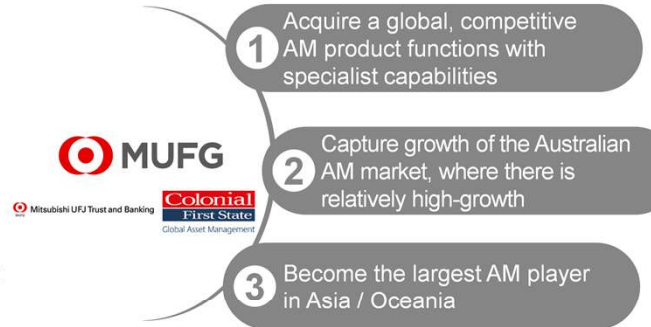 1
Acquire a global, competitive
AM product functions with
specialist capabilities
MUFG
Mitsubishi UFJ Trust and Banking
Colonial
First State
Global Asset Management
2
Capture growth of the Australian
AM market, where there is
relatively high-growth
3
Become the largest AM player
in Asia / Oceania